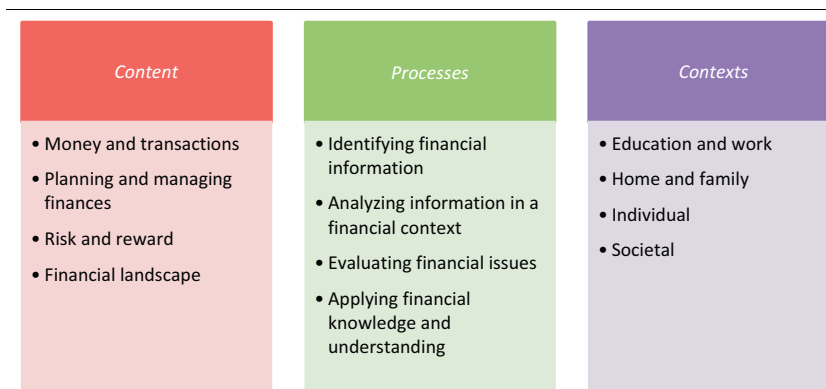 Content
• Money and transactions
• Planning and managing
finances
• Risk and reward
• Financial landscape
Processes
• Identifying financial
information
• Analyzing information in a
financial context
• Evaluating financial issues
• Applying financial
knowledge and
understanding
Contexts
• Education and work
• Home and family
• Individual
• Societal